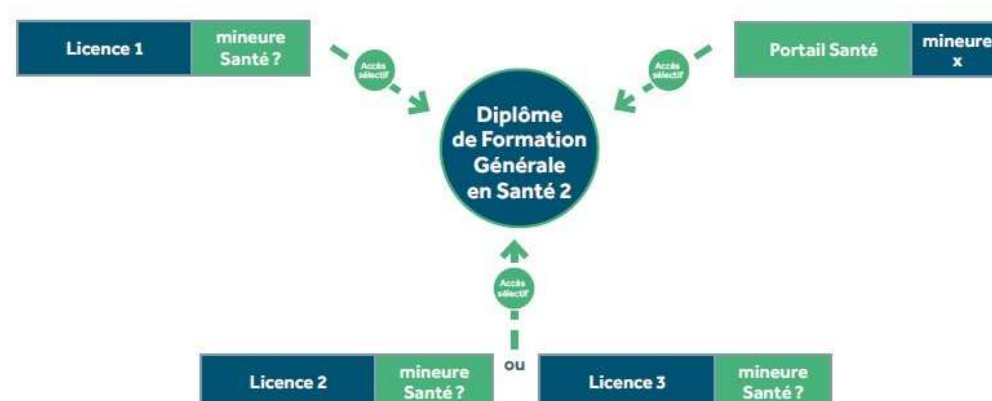 Licence 1
mineure
Santé ?
Accès
sélectif
Portail Santé
mineure
x
Accès
sélectif
Diplôme
de Formation
Générale
en Santé 2
Accès
sélectif
ou
Licence 2
mineure
Santé ?
Licence 3
mineure
Santé ?